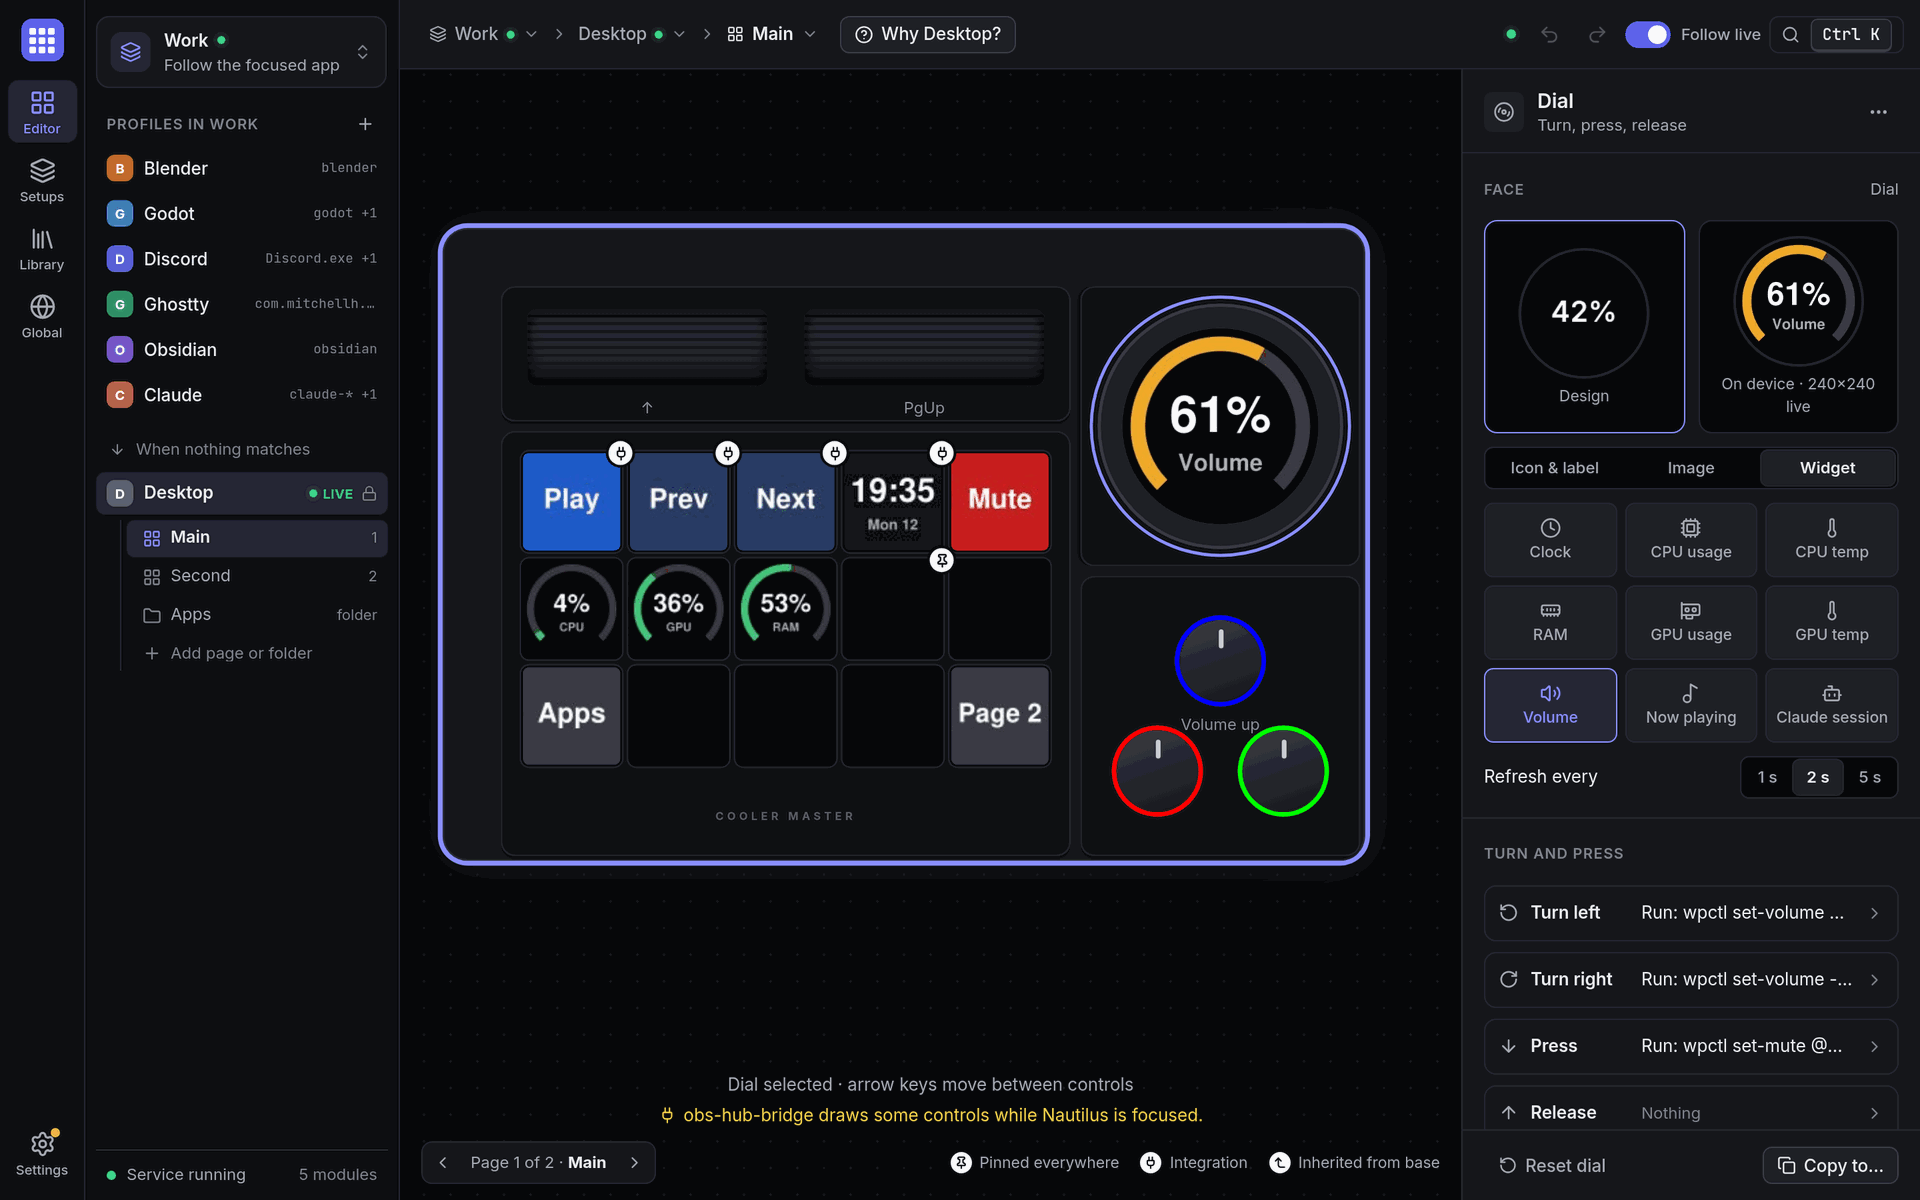 Editor
Setups
Library
Global
Settings
Work
Follow the focused app
PROFILES IN WORK
B Blender blender
G Godot godot +1
D Discord Discord.exe +1
G Ghostty com.mitchellh.…
O Obsidian obsidian
C Claude claude-* +1
When nothing matches
D Desktop LIVE
Main 1
Second 2
Apps folder
Add page or folder
Service running 5 modules
Work Desktop Main Why Desktop?
Follow live Ctrl K
↑ PgUp
Play Prev Next 19:35 Mute
Mon 12
4% 36% 53%
CPU GPU RAM
Apps Page 2
COOLER MASTER
61%
Volume
Volume up
Dial selected · arrow keys move between controls
obs-hub-bridge draws some controls while Nautilus is focused.
Page 1 of 2 · Main
Pinned everywhere Integration Inherited from base
Dial
Turn, press, release
FACE Dial
42%
Design
61%
Volume
On device · 240×240
live
Icon & label Image Widget
Clock CPU usage CPU temp
RAM GPU usage GPU temp
Volume Now playing Claude session
Refresh every 1 s 2 s 5 s
TURN AND PRESS
Turn left Run: wpctl set-volume ...
Turn right Run: wpctl set-volume -...
Press Run: wpctl set-mute @...
Release Nothing
Reset dial Copy to...